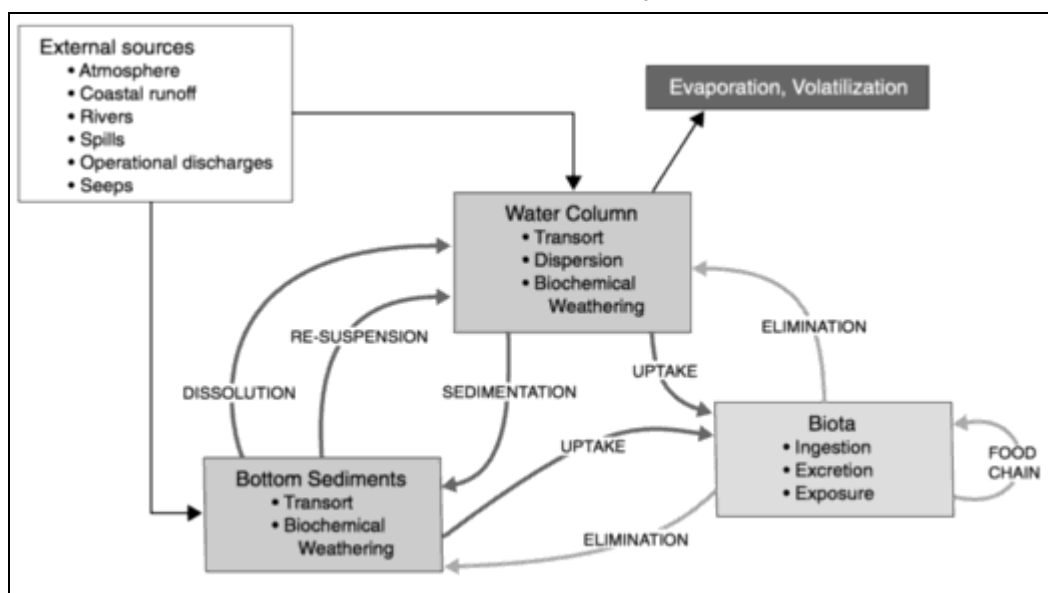 External sources
• Atmosphere
• Coastal runoff
• Rivers
• Spills
• Operational discharges
• Seeps
Evaporation, Volatilization
Water Column
• Transort
• Dispersion
• Biochemical
Weathering
RE-SUSPENSION
ELIMINATION
DISSOLUTION
SEDIMENTATION
UPTAKE
UPTAKE
Biota
• Ingestion
• Excretion
• Exposure
FOOD
CHAIN
Bottom Sediments
• Transort
• Biochemical
Weathering
ELIMINATION